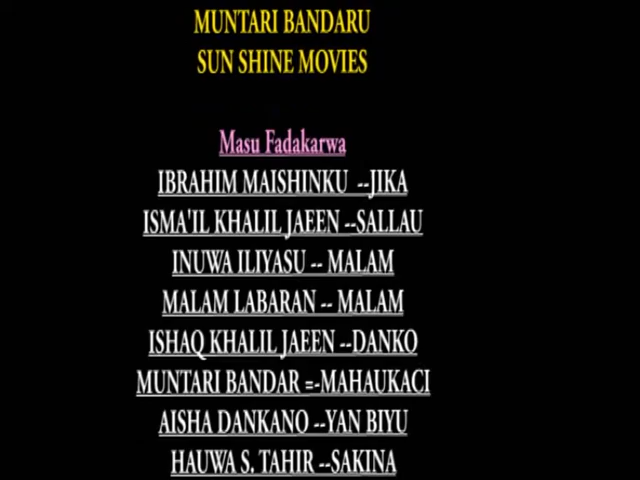 MUNTARI BANDARU
SUN SHINE MOVIES
Masu Fadakarwa
IBRAHIM MAISHINKU --JIKA
ISMA'IL KHALIL JAEEN --SALLAU
INUWA ILIYASU -- MALAM
MALAM LABARAN -- MALAM
ISHAQ KHALIL JAEEN --DANKO
MUNTARI BANDAR =-MAHAUKACI
AISHA DANKANO --YAN BIYU
HAUWA S. TAHIR --SAKINA